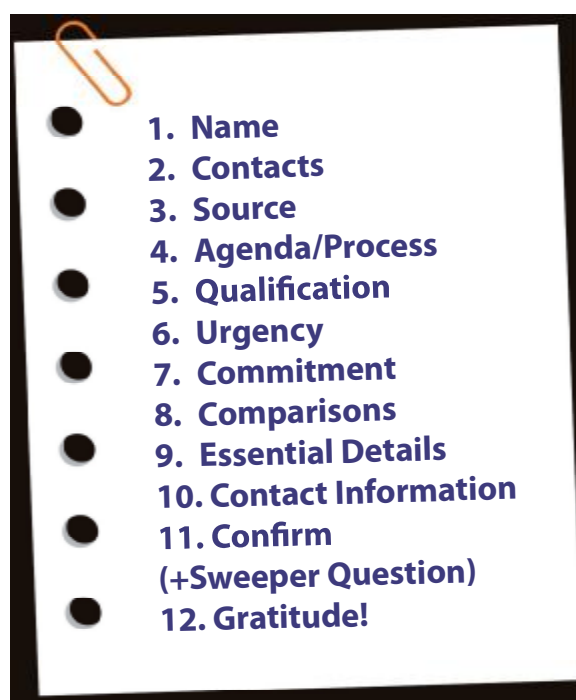 1. Name
2. Contacts
3. Source
4. Agenda/Process
5. Qualification
6. Urgency
7. Commitment
8. Comparisons
9. Essential Details
10. Contact Information
11. Confirm
(+Sweeper Question)
12. Gratitude!